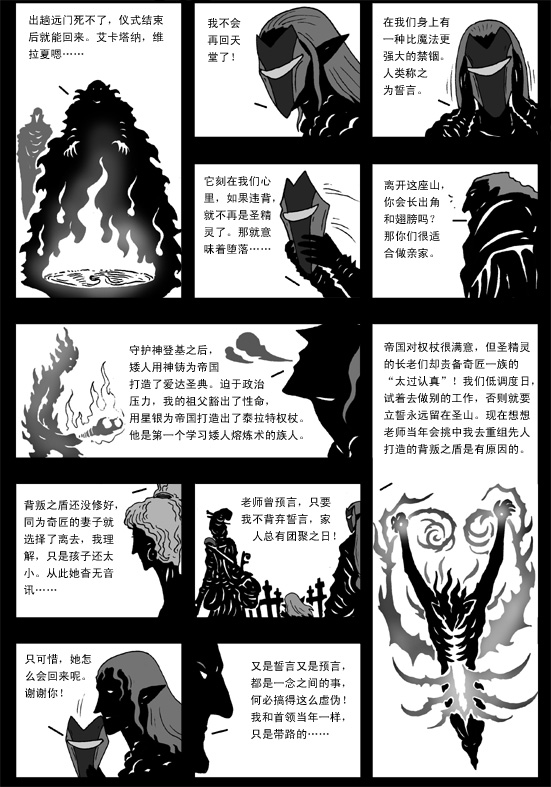 出趟远门死不了，仪式结束
后就能回来。艾卡塔纳，维
拉夏嗯……
我不会
再回天
堂了！
在我们身上有
一种比魔法更
强大的禁锢。
人类称之
为誓言。
它刻在我们心
里，如果违背，
就不再是圣精
灵了。那就意
味着堕落……
离开这座山，
你会长出角
和翅膀吗？
那你们很适
合做亲家。
守护神登基之后，
矮人用神铸为帝国
打造了爱达圣典。迫于政治
压力，我的祖父豁出了性命，
用星银为帝国打造出了泰拉特权杖。
他是第一个学习矮人熔炼术的族人。
帝国对权杖很满意，但圣精灵
的长老们却责备奇匠一族的
“太过认真”！我们低调度日，
试着去做别的工作，否则就要
立誓永远留在圣山。现在想想
老师当年会挑中我去重组先人
打造的背叛之盾是有原因的。
背叛之盾还没修好，
同为奇匠的妻子就
选择了离去，我理
解，只是孩子还太
小。从此她杳无音
讯……
老师曾预言，只要
我不背弃誓言，家
人总有团聚之日！
只可惜，她怎
么会回来呢。
谢谢你！
又是誓言又是预言，
都是一念之间的事，
何必搞得这么虚伪！
我和首领当年一样，
只是带路的……